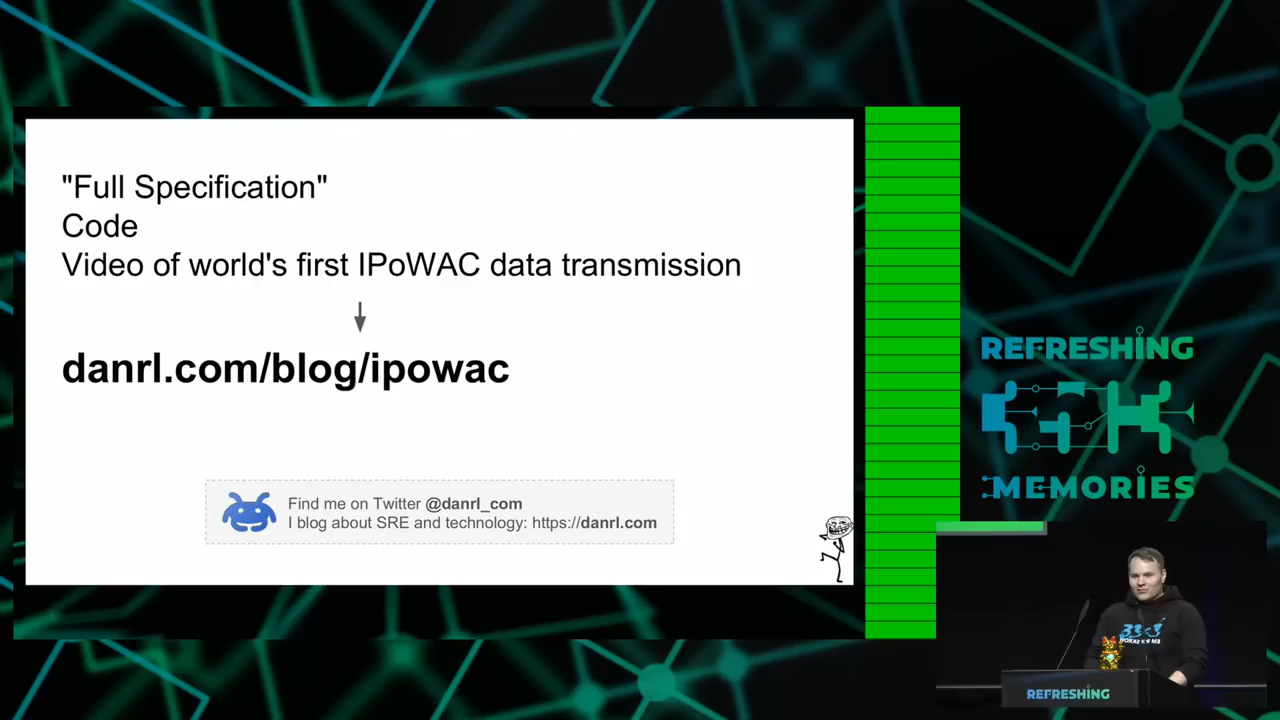 "Full Specification"
Code
Video of world's first IPoWAC data transmission
danrl.com/blog/ipowac
Find me on Twitter @danrl_com
I blog about SRE and technology: https://danrl.com
REFRESHING
MEMORIES
REFRESHING